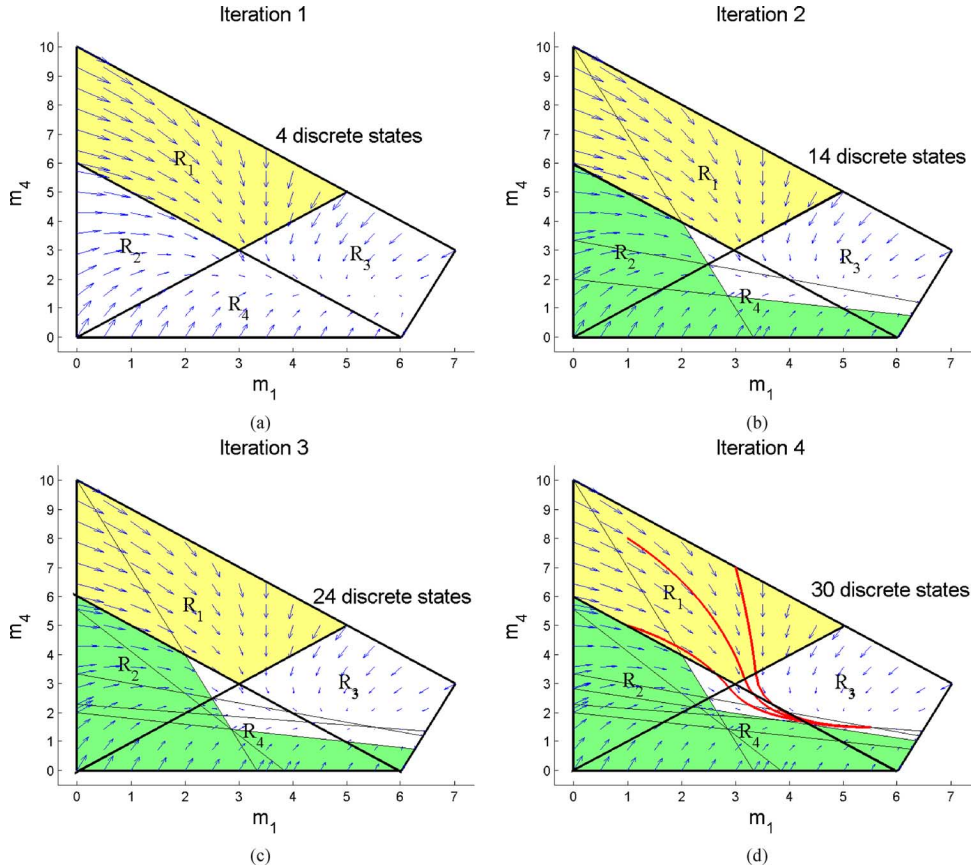 Iteration 1
10
9
8
7
6
5
4
3
2
1
0
m4
4 discrete states
R1
R2
R3
R4
0 1 2 3 4 5 6 7
m1
(a)
Iteration 2
10
9
8
7
6
5
4
3
2
1
0
m4
14 discrete states
R1
R2
R3
R4
0 1 2 3 4 5 6 7
m1
(b)
Iteration 3
10
9
8
7
6
5
4
3
2
1
0
m4
24 discrete states
R1
R2
R3
R4
0 1 2 3 4 5 6 7
m1
(c)
Iteration 4
10
9
8
7
6
5
4
3
2
1
0
m4
30 discrete states
R1
R2
R3
R4
0 1 2 3 4 5 6 7
m1
(d)